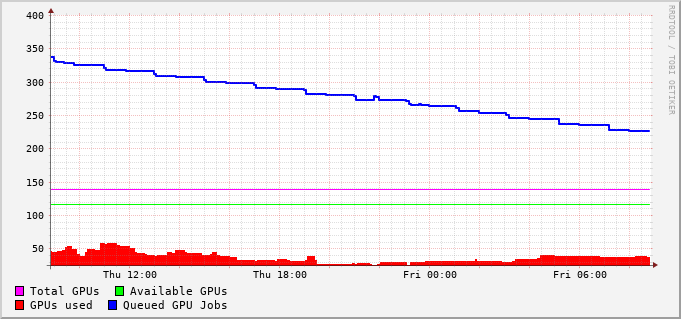 400
350
300
250
200
150
100
50
Thu 12:00 Thu 18:00 Fri 00:00 Fri 06:00
Total GPUs Available GPUs
GPUs used Queued GPU Jobs
RRDTOOL / TOBI OETIKER